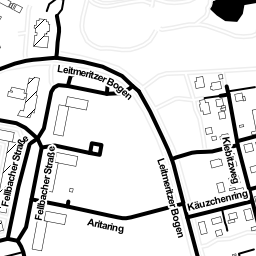 Leitmeritzer Bogen
Fellbacher Straße
Fellbacher Straße
Leitmeritzer Bogen
Kiebitzweg
Käuzchenring
Aritaring